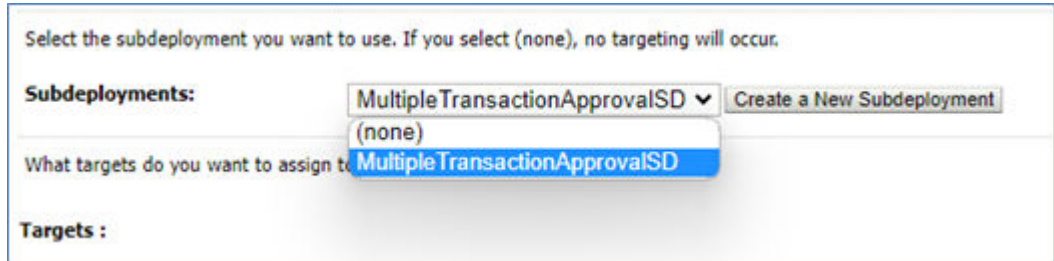 Select the subdeployment you want to use. If you select (none), no targeting will occur.
Subdeployments: MultipleTransactionApprovalSD Create a New Subdeployment
(none)
MultipleTransactionApprovalSD
What targets do you want to assign t
Targets :